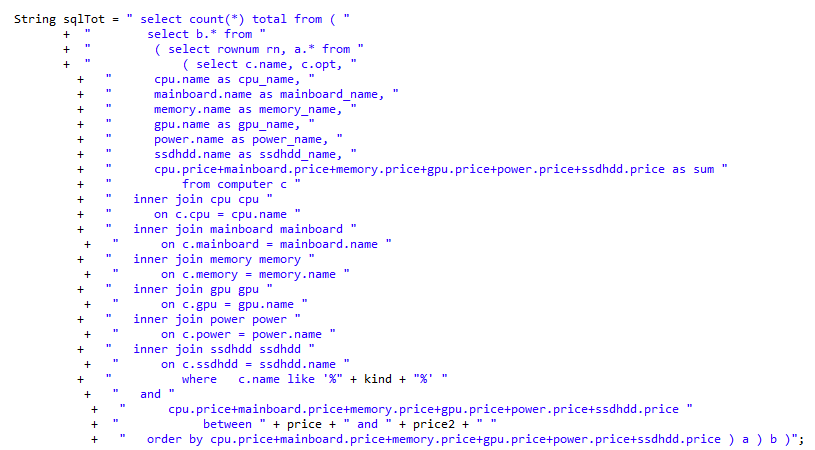 String sqlTot = " select count(*) total from ( "
+ " select b.* from "
+ " ( select rownum rn, a.* from "
+ " ( select c.name, c.opt, "
+ " cpu.name as cpu_name, "
+ " mainboard.name as mainboard_name, "
+ " memory.name as memory_name, "
+ " gpu.name as gpu_name, "
+ " power.name as power_name, "
+ " ssdhdd.name as ssdhdd_name, "
+ " cpu.price+mainboard.price+memory.price+gpu.price+power.price+ssdhdd.price as sum "
+ " from computer c "
+ " inner join cpu cpu "
+ " on c.cpu = cpu.name "
+ " inner join mainboard mainboard "
+ " on c.mainboard = mainboard.name "
+ " inner join memory memory "
+ " on c.memory = memory.name "
+ " inner join gpu gpu "
+ " on c.gpu = gpu.name "
+ " inner join power power "
+ " on c.power = power.name "
+ " inner join ssdhdd ssdhdd "
+ " on c.ssdhdd = ssdhdd.name "
+ " where c.name like '%" + kind + "%' "
+ " and "
+ " cpu.price+mainboard.price+memory.price+gpu.price+power.price+ssdhdd.price "
+ " between " + price + " and " + price2 + " "
+ " order by cpu.price+mainboard.price+memory.price+gpu.price+power.price+ssdhdd.price ) a ) b )";